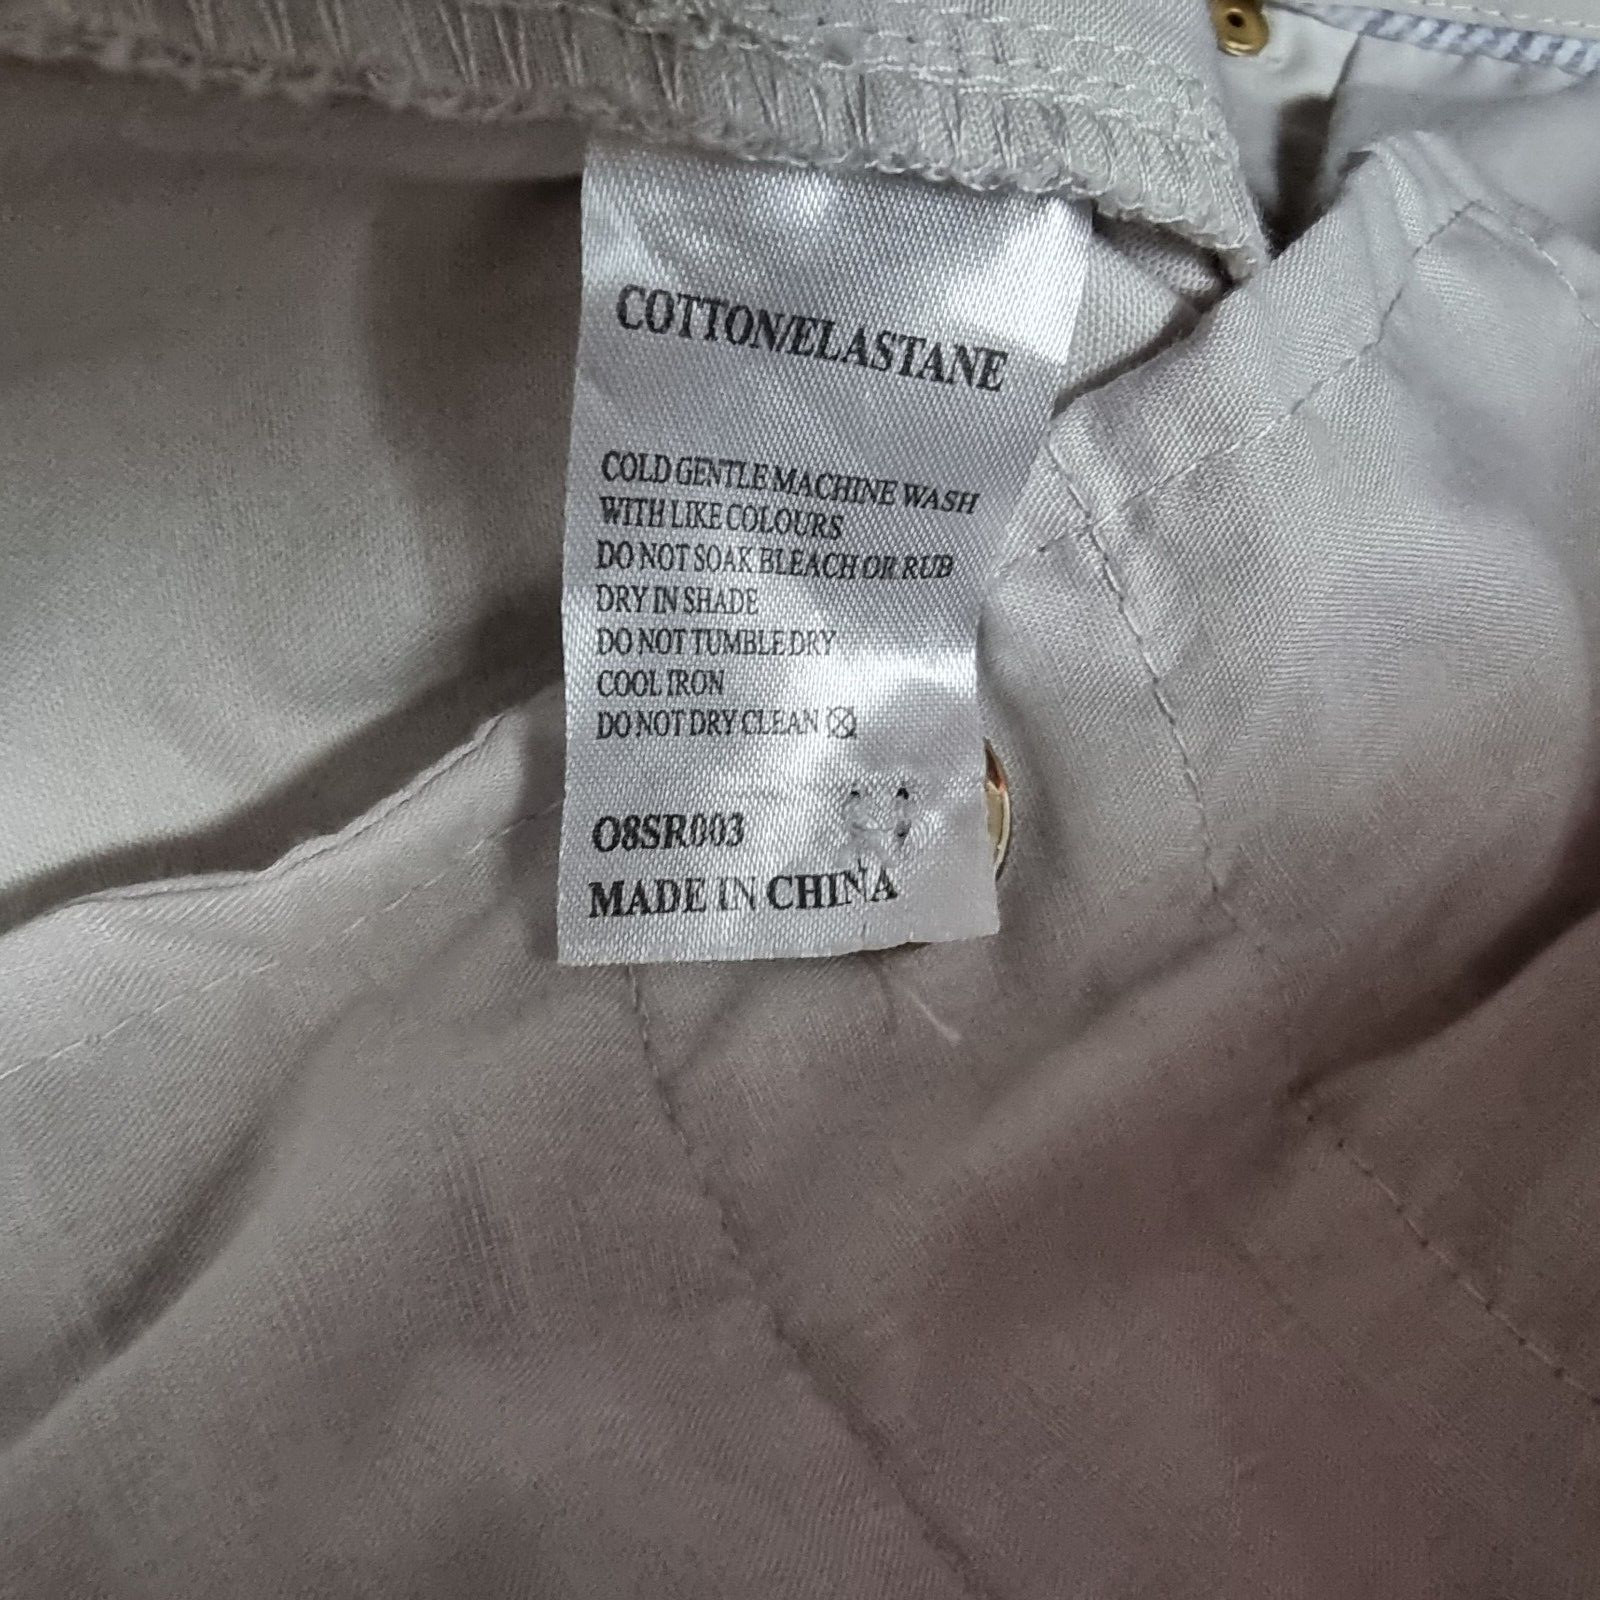 COTTON/ELASTANE
COLD GENTLE MACHINE WASH
WITH LIKE COLOURS
DO NOT SOAK BLEACH OR RUB
DRY IN SHADE
DO NOT TUMBLE DRY
COOL IRON
DO NOT DRY CLEAN
O8SR003
MADE IN CHINA